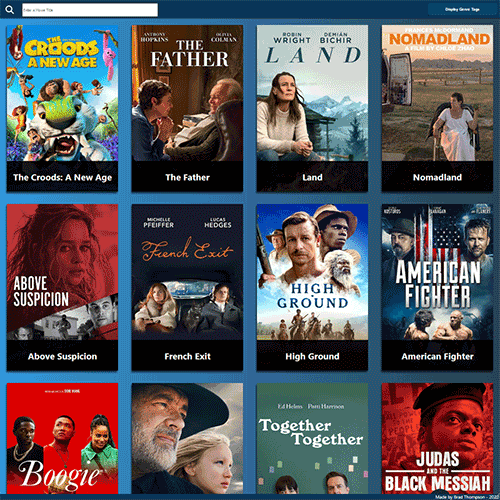 Enter a Movie Title
Display Genre Tags
THE
CROODS
A NEW AGE
ANTHONY HOPKINS
OLIVIA COLMAN
THE
FATHER
ROBIN WRIGHT
DEMIÁN BICHIR
LAND
FRANCES McDORMAND
NOMADLAND
A FILM BY CHLOÉ ZHAO
The Croods: A New Age
The Father
Land
Nomadland
ABOVE
SUSPICION
MICHELLE PFEIFFER
LUCAS HEDGES
French Exit
HIGH
GROUND
AMERICAN
FIGHTER
Above Suspicion
French Exit
High Ground
American Fighter
Boogie
Ed Helms Patti Harrison
Together
Together
JUDAS
AND THE
BLACK MESSIAH
Made by Brad Thompson - 2021